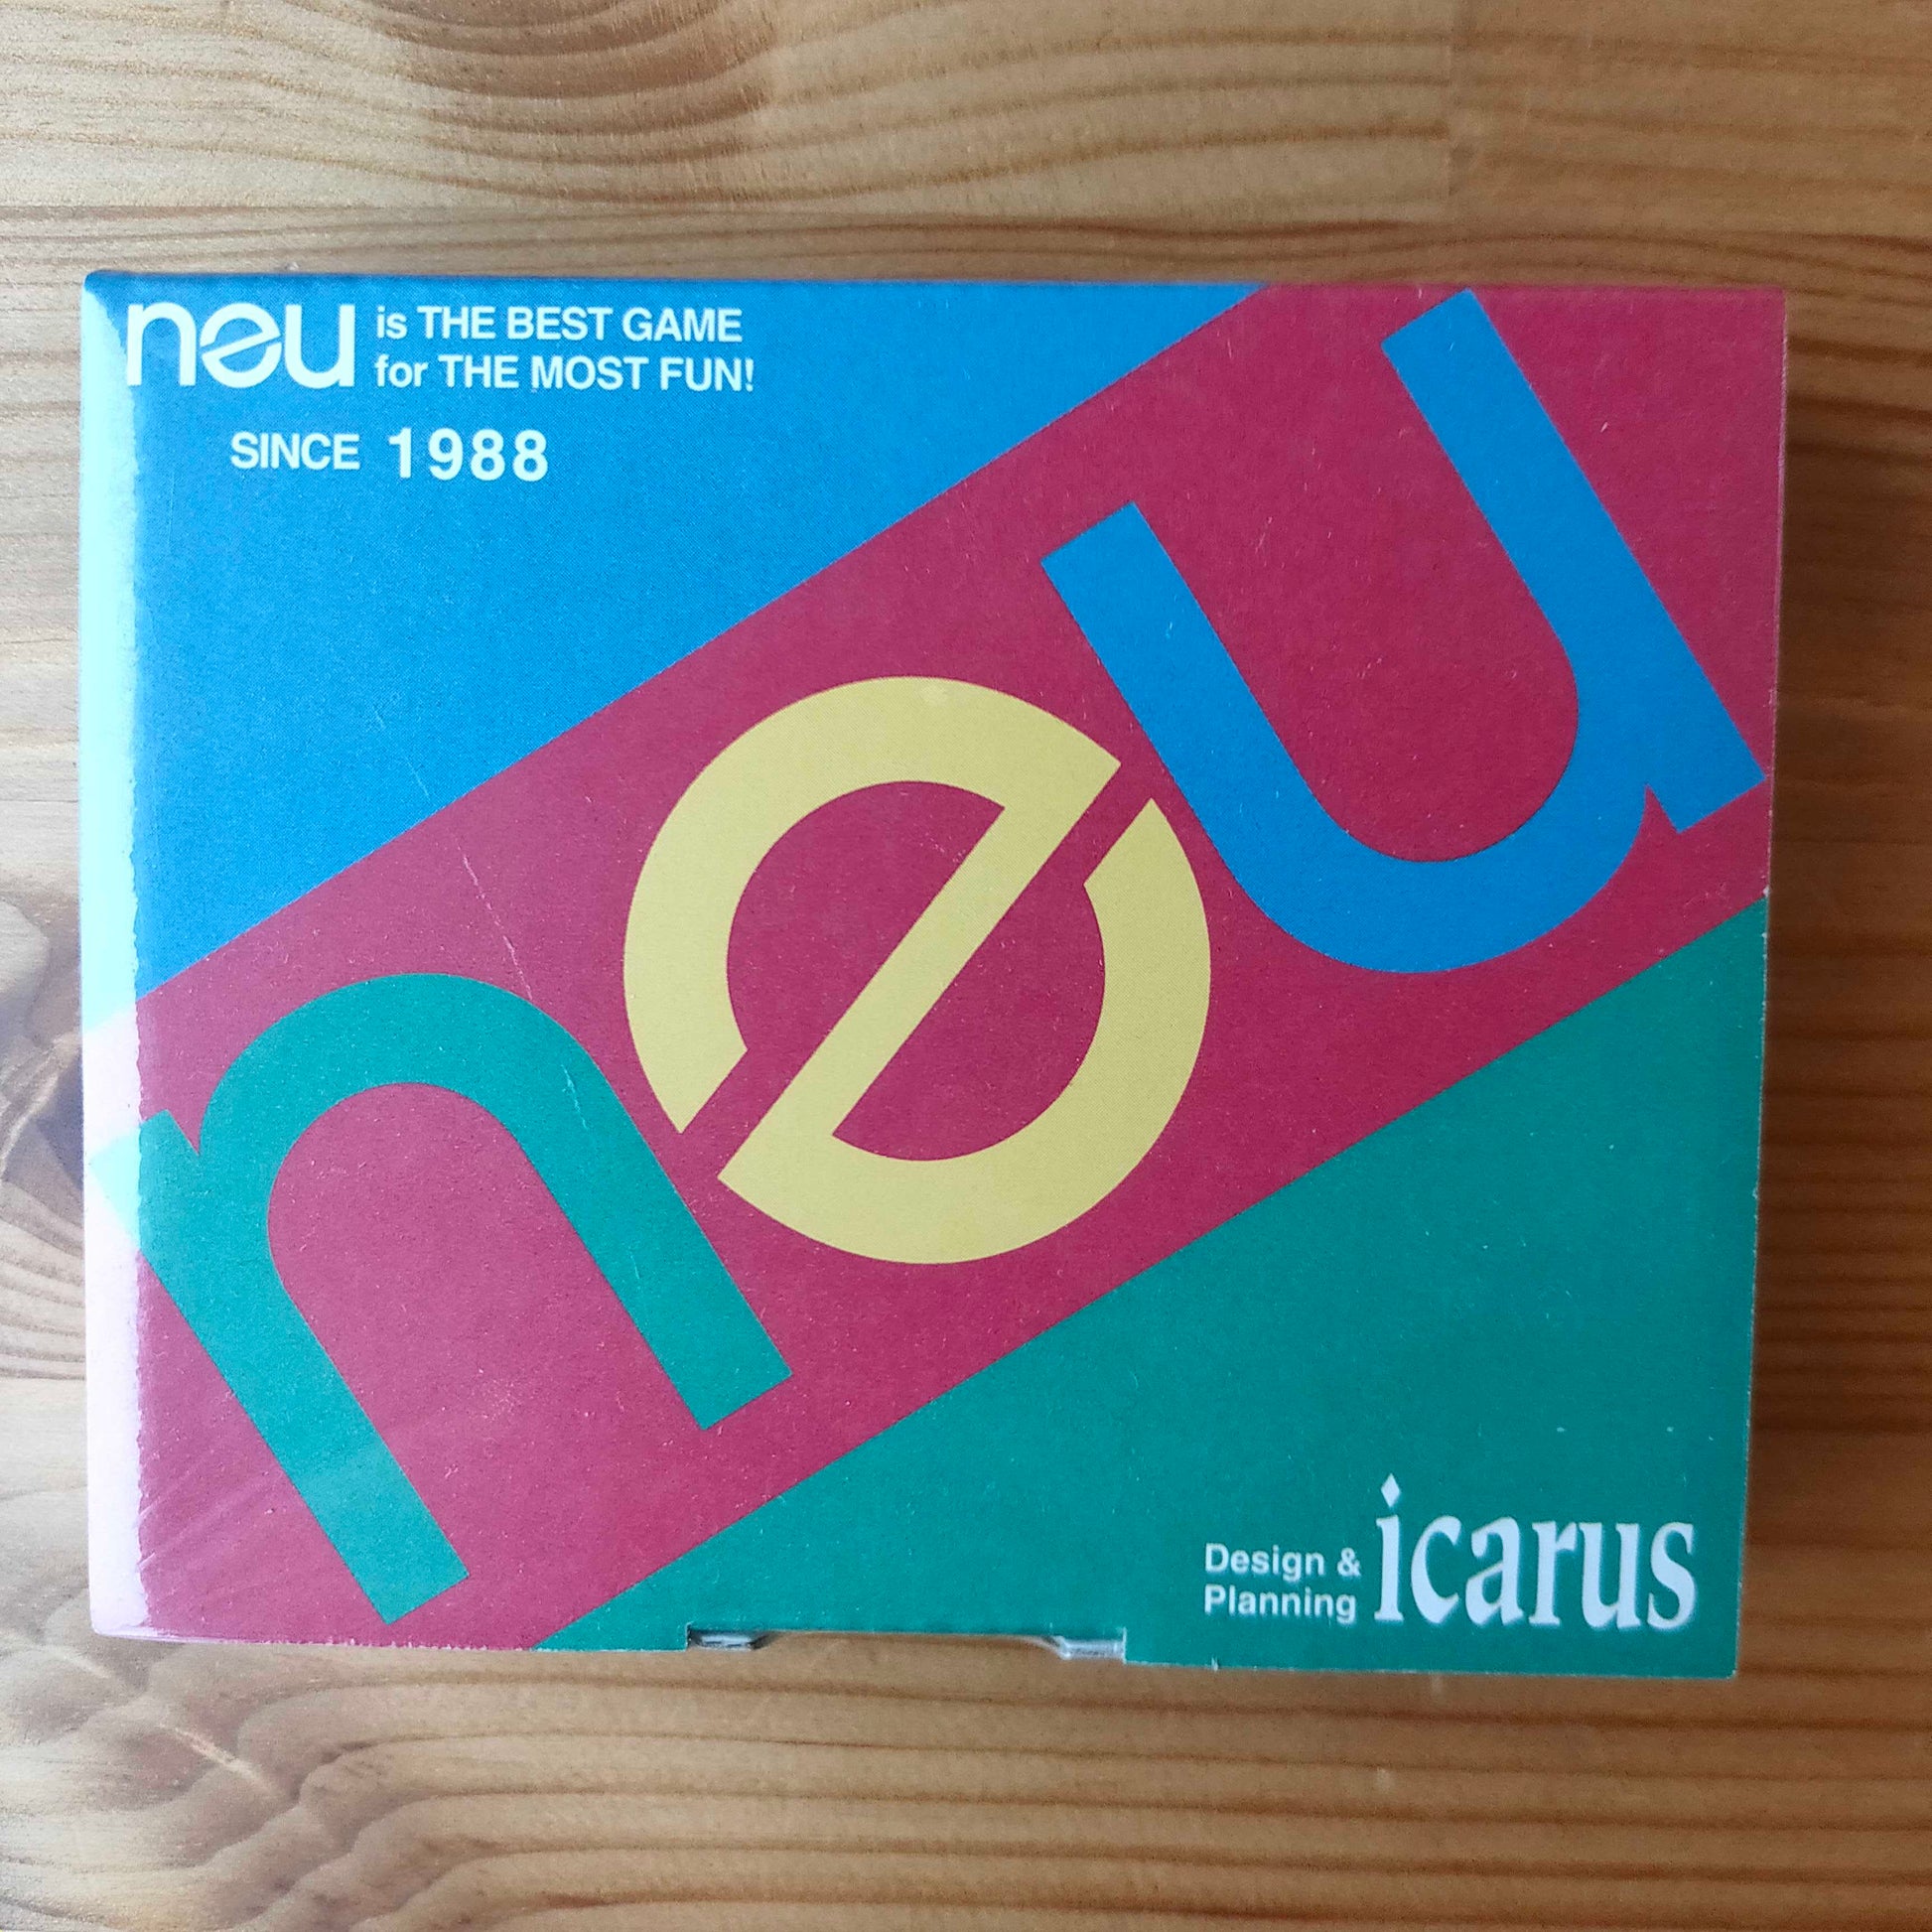 neu is THE BEST GAME
for THE MOST FUN!
SINCE 1988
neu
Design &
Planning icarus